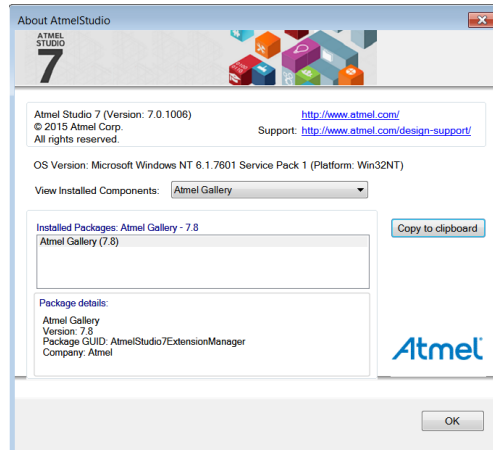 About AtmelStudio
ATMEL
STUDIO
7
Atmel Studio 7 (Version: 7.0.1006)
© 2015 Atmel Corp.
All rights reserved.
http://www.atmel.com/
Support: http://www.atmel.com/design-support/
OS Version: Microsoft Windows NT 6.1.7601 Service Pack 1 (Platform: Win32NT)
View Installed Components: Atmel Gallery
Installed Packages: Atmel Gallery - 7.8
Copy to clipboard
Atmel Gallery (7.8)
Package details:
Atmel Gallery
Version: 7.8
Package GUID: AtmelStudio7ExtensionManager
Company: Atmel
Atmel
OK